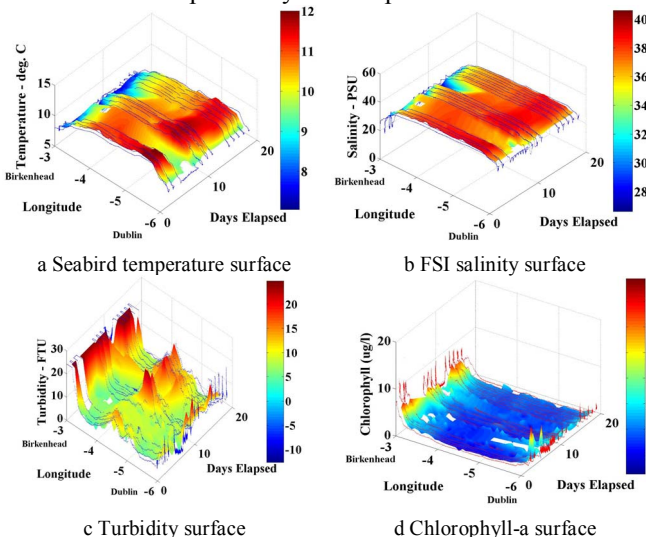 12
11
10
9
8
7
Temperature - deg. C
15
10
5
-3
-4
-5
-6
0
10
20
Birkenhead
Longitude
Dublin
Days Elapsed
a Seabird temperature surface
40
38
36
34
32
30
28
Salinity - PSU
60
40
20
0
-3
-4
-5
-6
0
10
20
Birkenhead
Longitude
Dublin
Days Elapsed
b FSI salinity surface
20
10
0
-10
Turbidity - FTU
30
20
10
0
-3
-4
-5
-6
0
10
20
Birkenhead
Longitude
Dublin
Days Elapsed
c Turbidity surface
Chlorophyll (ug/l)
20
10
0
-3
-4
-5
-6
0
10
20
Birkenhead
Longitude
Dublin
Days Elapsed
d Chlorophyll-a surface